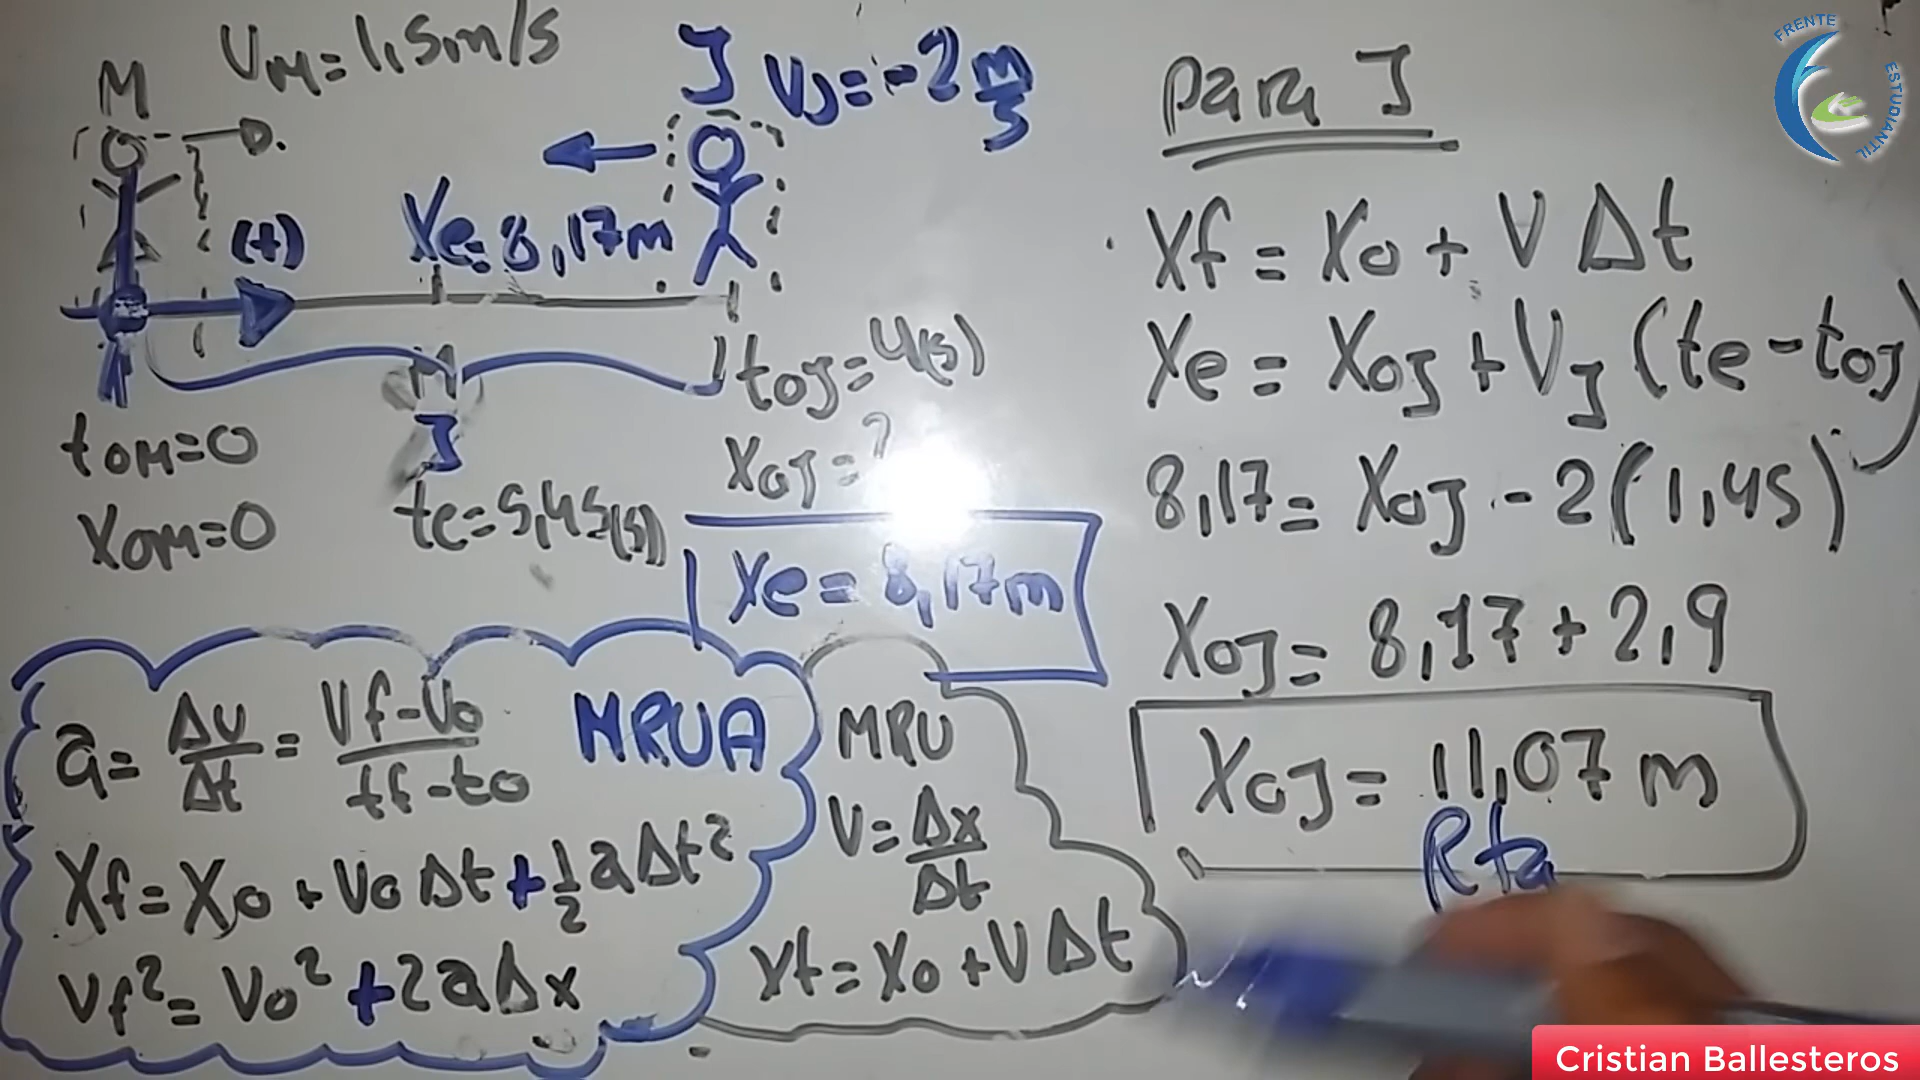 M
VM=1,5m/s
J
VJ=-2 m/s
(+)
Xe=8,17m
M
J
toJ=4(s)
XoJ=?
toM=0
XoM=0
te=5,45(s)
Xe=8,17m
a=Δv/Δt=Vf-Vo/tf-to
MRUA
Xf=Xo+VoΔt+1/2aΔt²
Vf²=Vo²+2aΔx
MRU
V=Δx/Δt
Xf=Xo+VΔt
Para J
Xf=Xo+VΔt
Xe=XoJ+VJ(te-toJ)
8,17=XoJ-2(1,45)
XoJ=8,17+2,9
XoJ=11,07m
Rta
FRENTE
ESTUDIANTIL
Cristian Ballesteros